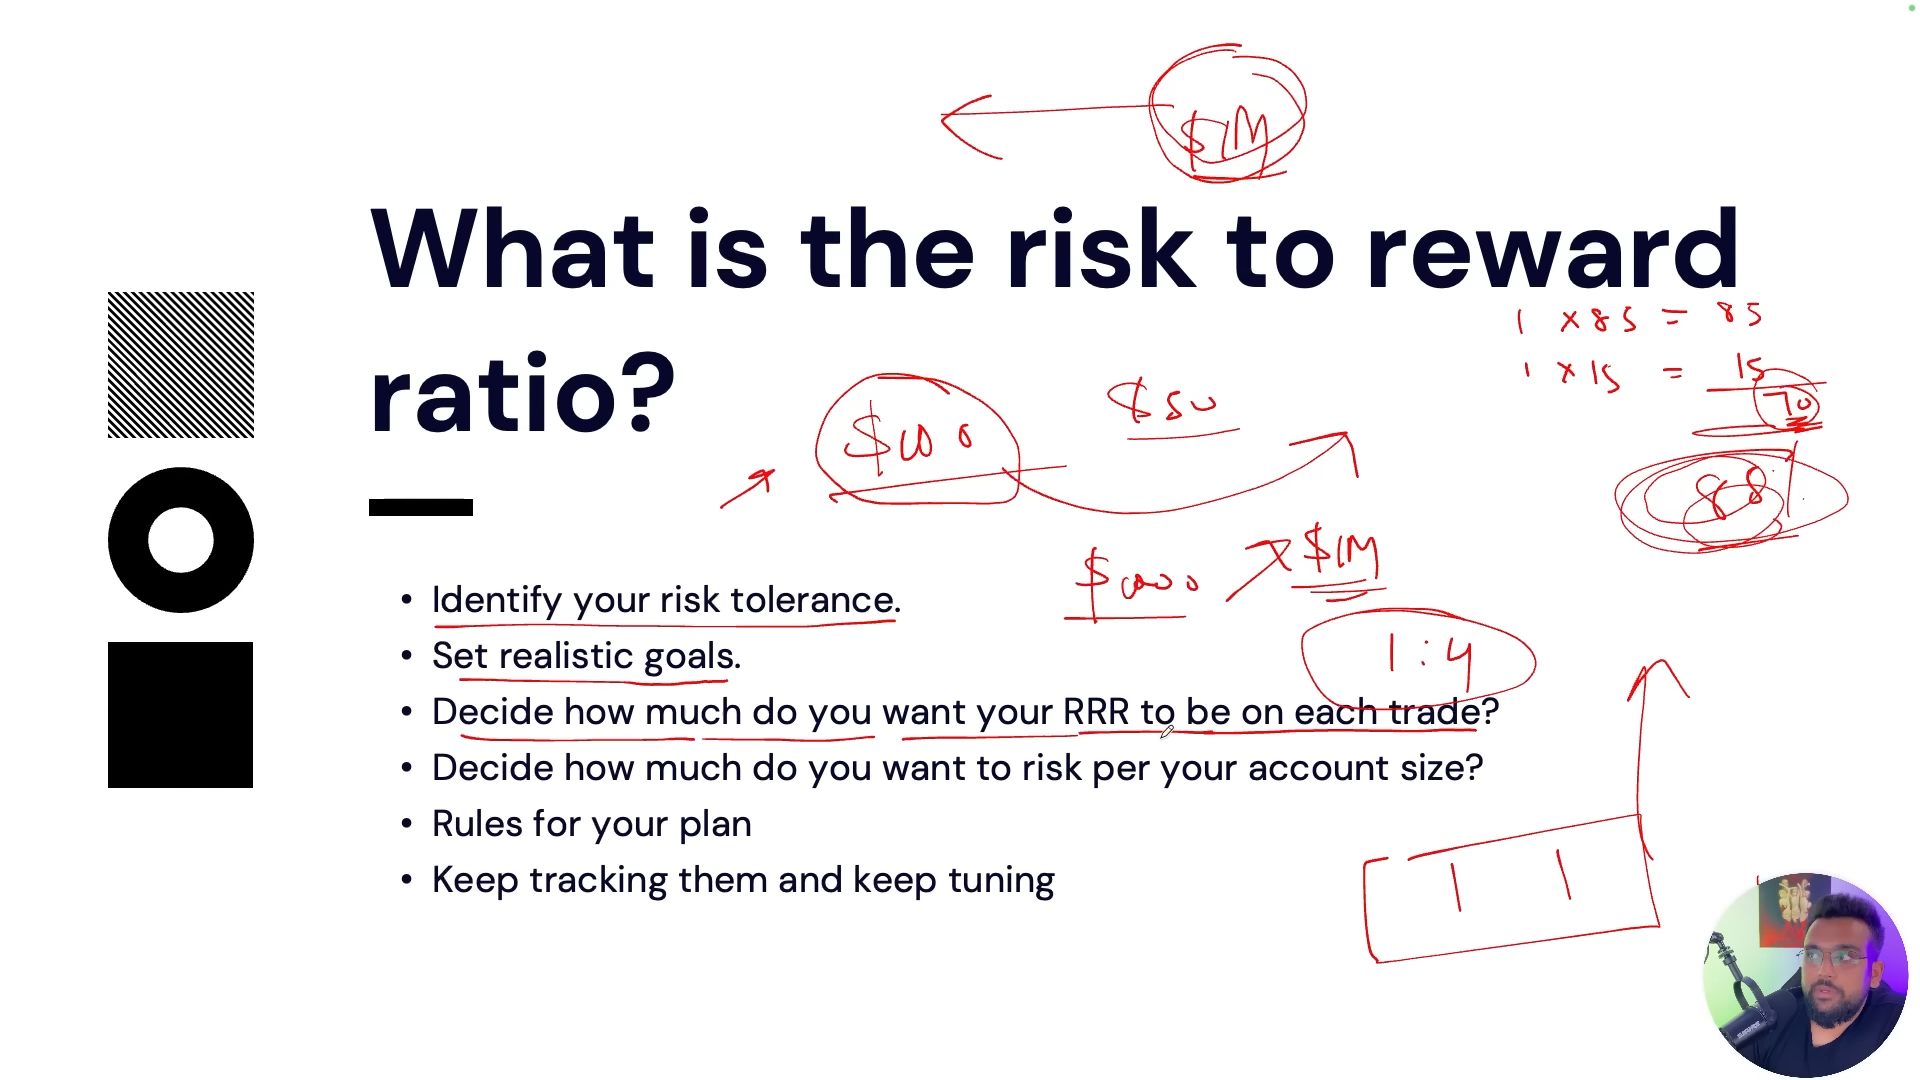 $1M
What is the risk to reward
ratio?
1 x 85 = 85
1 x 15 = 15
70
$100
$50
88
$1000
$1M
1:4
• Identify your risk tolerance.
• Set realistic goals.
• Decide how much do you want your RRR to be on each trade?
• Decide how much do you want to risk per your account size?
• Rules for your plan
• Keep tracking them and keep tuning